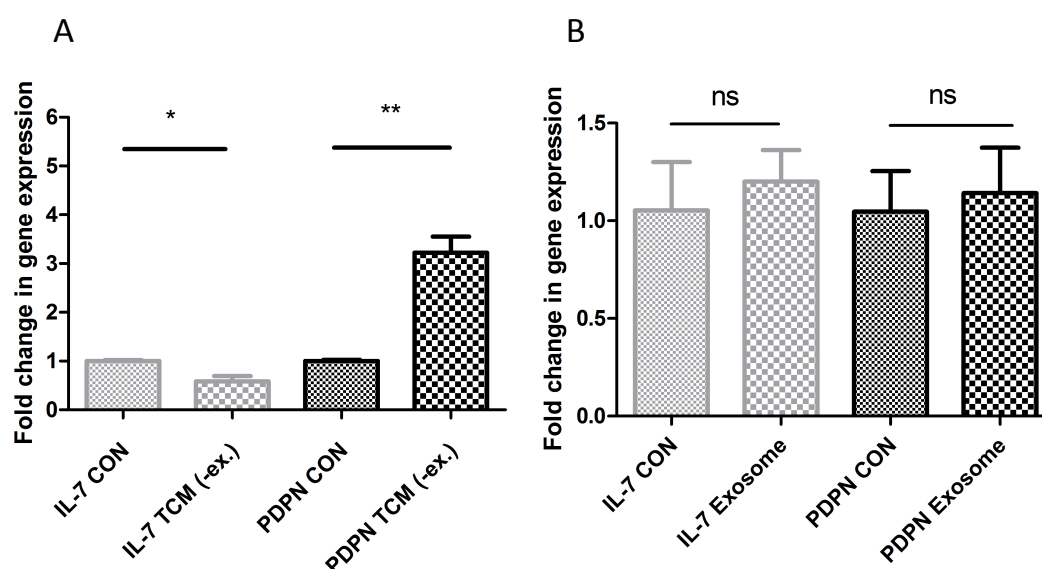 A
Fold change in gene expression
6
5
4
3
2
1
0
*
**
IL-7 CON
IL-7 TCM (-ex.)
PDPN CON
PDPN TCM (-ex.)
B
Fold change in gene expression
1.5
1.0
0.5
0.0
ns
ns
IL-7 CON
IL-7 Exosome
PDPN CON
PDPN Exosome